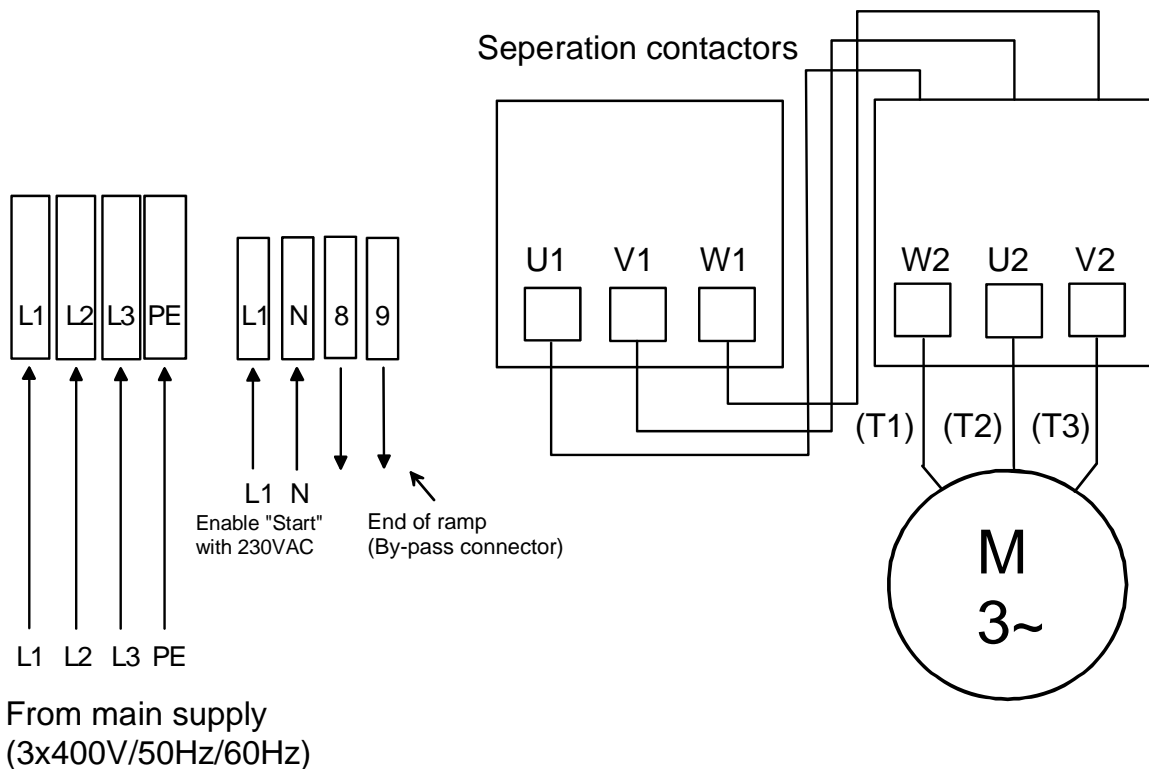 Seperation contactors
U1 V1 W1
W2 U2 V2
L1 L2 L3 PE
L1 N 8 9
(T1) (T2) (T3)
L1 N
Enable "Start"
with 230VAC
End of ramp
(By-pass connector)
M
3~
L1 L2 L3 PE
From main supply
(3x400V/50Hz/60Hz)